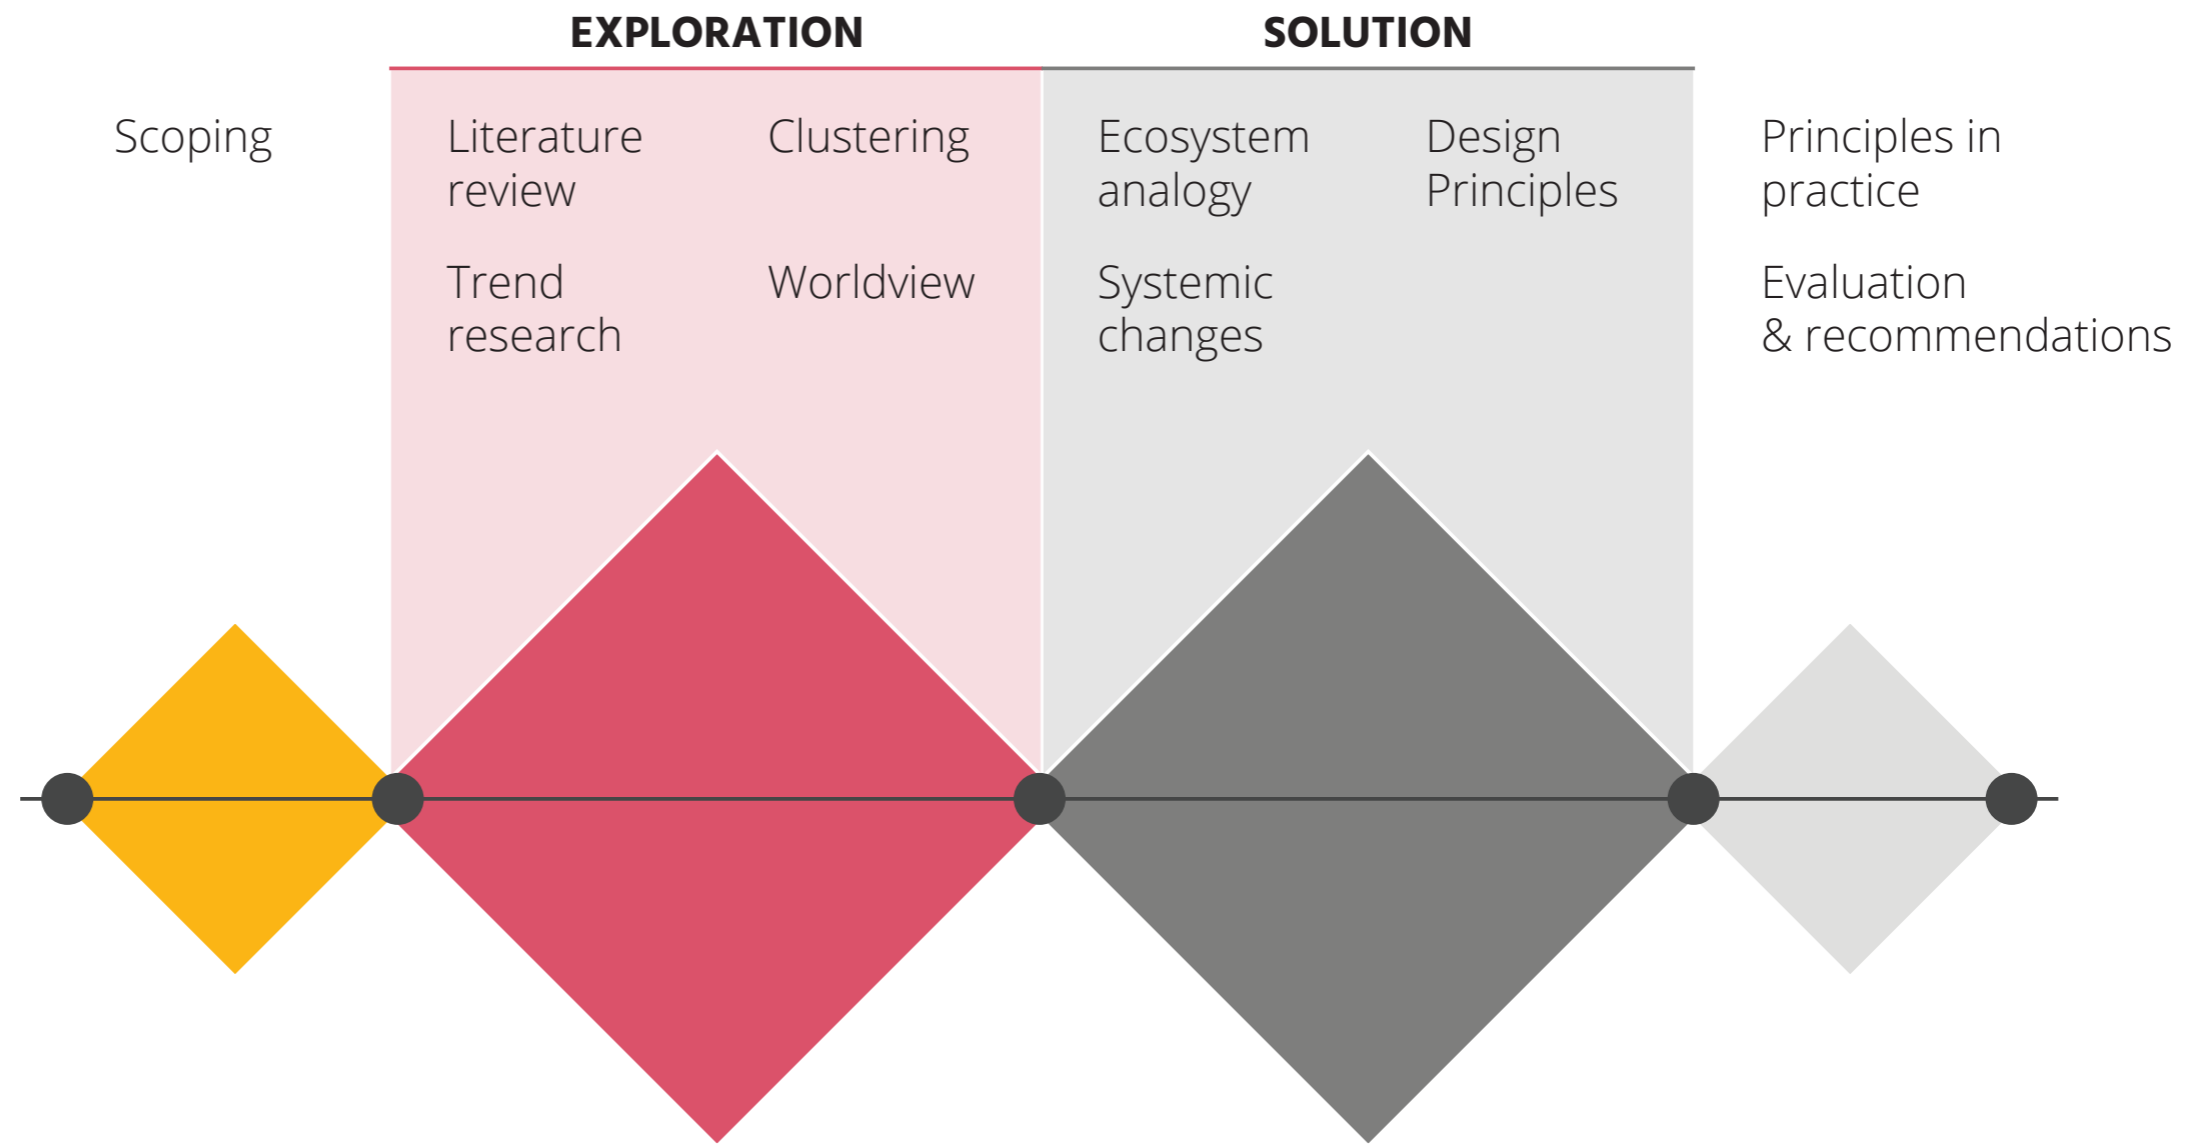 EXPLORATION
SOLUTION
Scoping
Literature
review
Trend
research
Clustering
Worldview
Ecosystem
analogy
Systemic
changes
Design
Principles
Principles in
practice
Evaluation
& recommendations